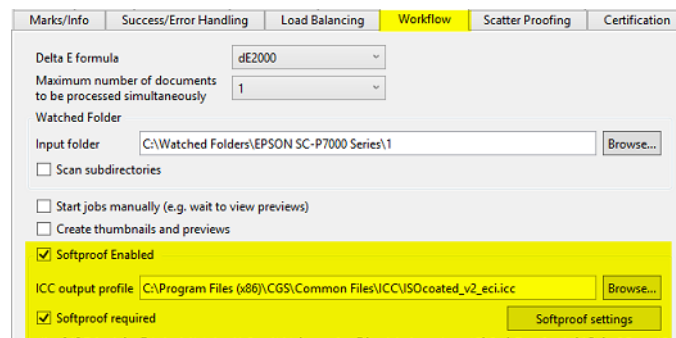 Marks/Info Success/Error Handling Load Balancing Workflow Scatter Proofing Certification
Delta E formula dE2000
Maximum number of documents
to be processed simultaneously 1
Watched Folder
Input folder C:\Watched Folders\EPSON SC-P7000 Series\1 Browse...
Scan subdirectories
Start jobs manually (e.g. wait to view previews)
Create thumbnails and previews
Softproof Enabled
ICC output profile C:\Program Files (x86)\CGS\Common Files\ICC\ISOcoated_v2_eci.icc Browse...
Softproof required Softproof settings